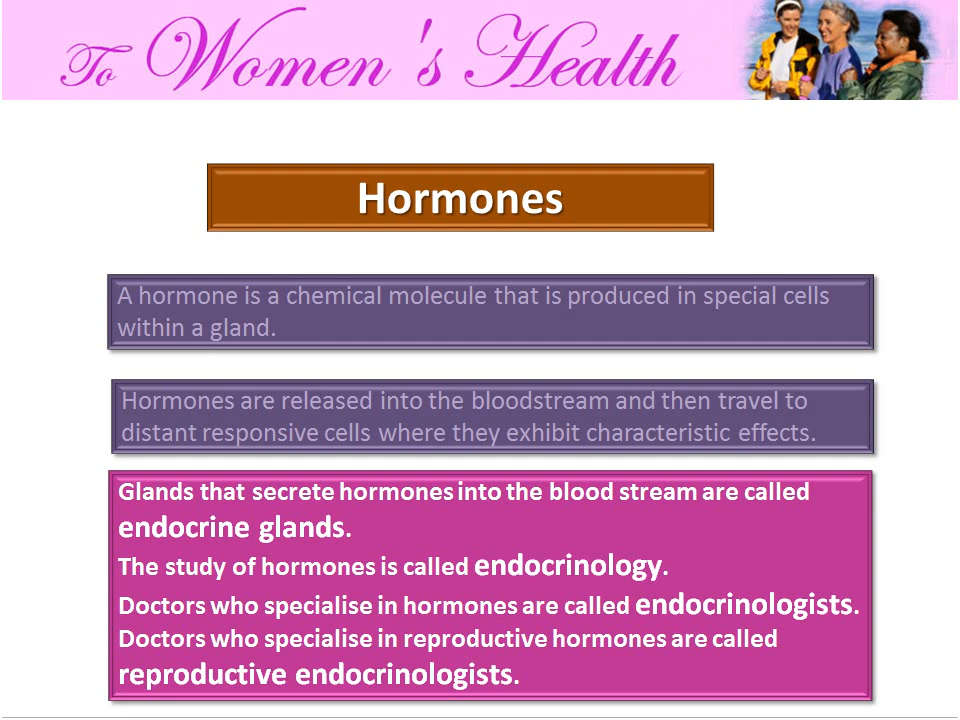 To Women's Health
Hormones
A hormone is a chemical molecule that is produced in special cells
within a gland.
Hormones are released into the bloodstream and then travel to
distant responsive cells where they exhibit characteristic effects.
Glands that secrete hormones into the blood stream are called
endocrine glands.
The study of hormones is called endocrinology.
Doctors who specialise in hormones are called endocrinologists.
Doctors who specialise in reproductive hormones are called
reproductive endocrinologists.